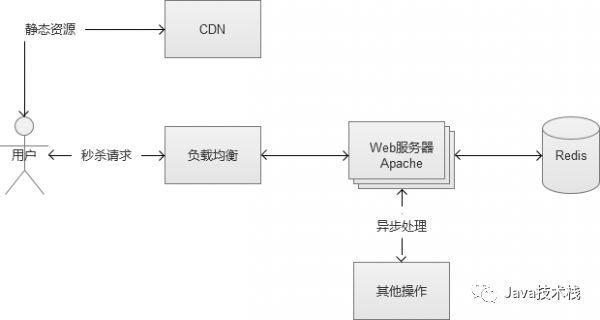 静态资源
CDN
用户
秒杀请求
负载均衡
Web服务器
Apache
Redis
异步处理
其他操作
Java技术栈